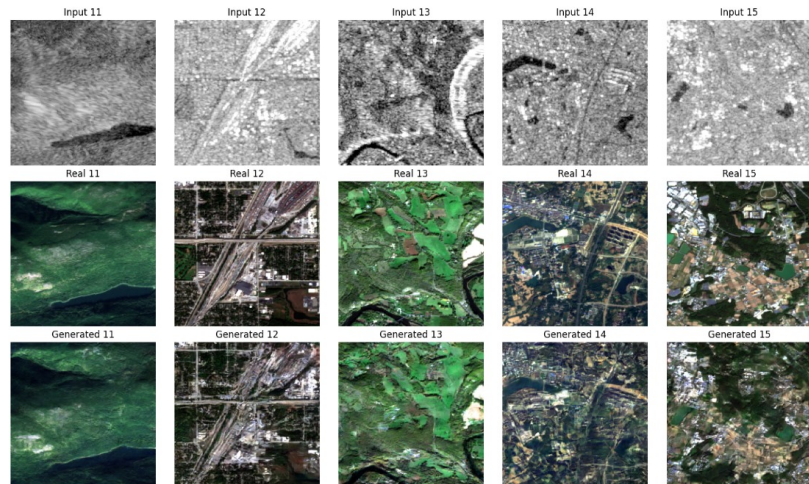 Input 11
Input 12
Input 13
Input 14
Input 15
Real 11
Real 12
Real 13
Real 14
Real 15
Generated 11
Generated 12
Generated 13
Generated 14
Generated 15